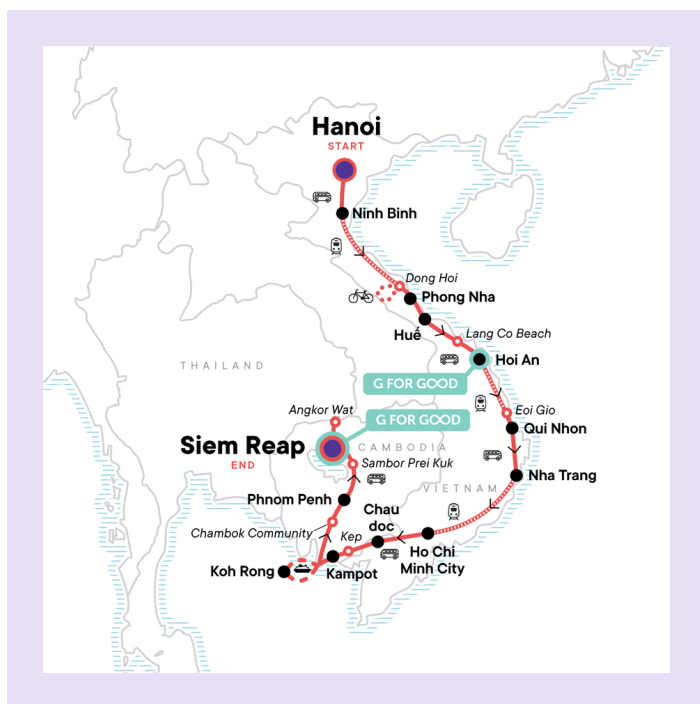 Hanoi
START
Ninh Binh
Dong Hoi
Phong Nha
Huế
Lang Co Beach
Hoi An
THAILAND
G FOR GOOD
Angkor Wat
Eoi Gio
G FOR GOOD
Qui Nhon
Siem Reap
CAMBODIA
END
Sambor Prei Kuk
Nha Trang
VIETNAM
Phnom Penh
Chau
doc
Chambok Community
Kep
Ho Chi
Minh City
Koh Rong
Kampot